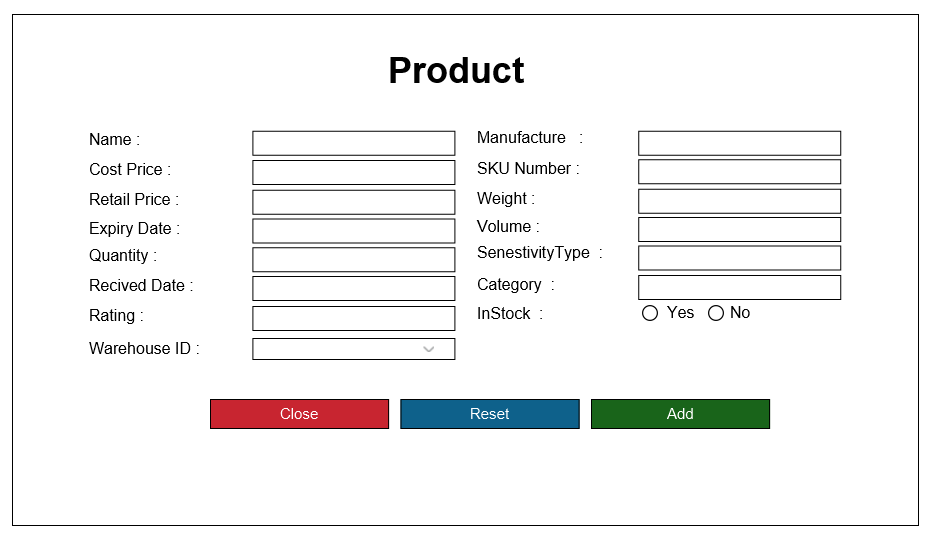 Product
Name :
Manufacture :
Cost Price :
SKU Number :
Retail Price :
Weight :
Expiry Date :
Volume :
Quantity :
SenestivityType :
Recived Date :
Category :
Rating :
InStock : Yes No
Warehouse ID :
Close Reset Add